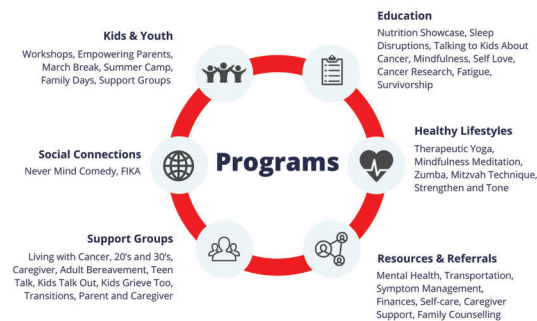 Kids & Youth
Workshops, Empowering Parents,
March Break, Summer Camp,
Family Days, Support Groups
Education
Nutrition Showcase, Sleep
Disruptions, Talking to Kids About
Cancer, Mindfulness, Self Love,
Cancer Research, Fatigue,
Survivorship
Social Connections
Never Mind Comedy, FIKA
Programs
Healthy Lifestyles
Therapeutic Yoga,
Mindfulness Meditation,
Zumba, Mitzvah Technique,
Strengthen and Tone
Support Groups
Living with Cancer, 20's and 30's,
Caregiver, Adult Bereavement, Teen
Talk, Kids Talk Out, Kids Grieve Too,
Transitions, Parent and Caregiver
Resources & Referrals
Mental Health, Transportation,
Symptom Management,
Finances, Self-care, Caregiver
Support, Family Counselling